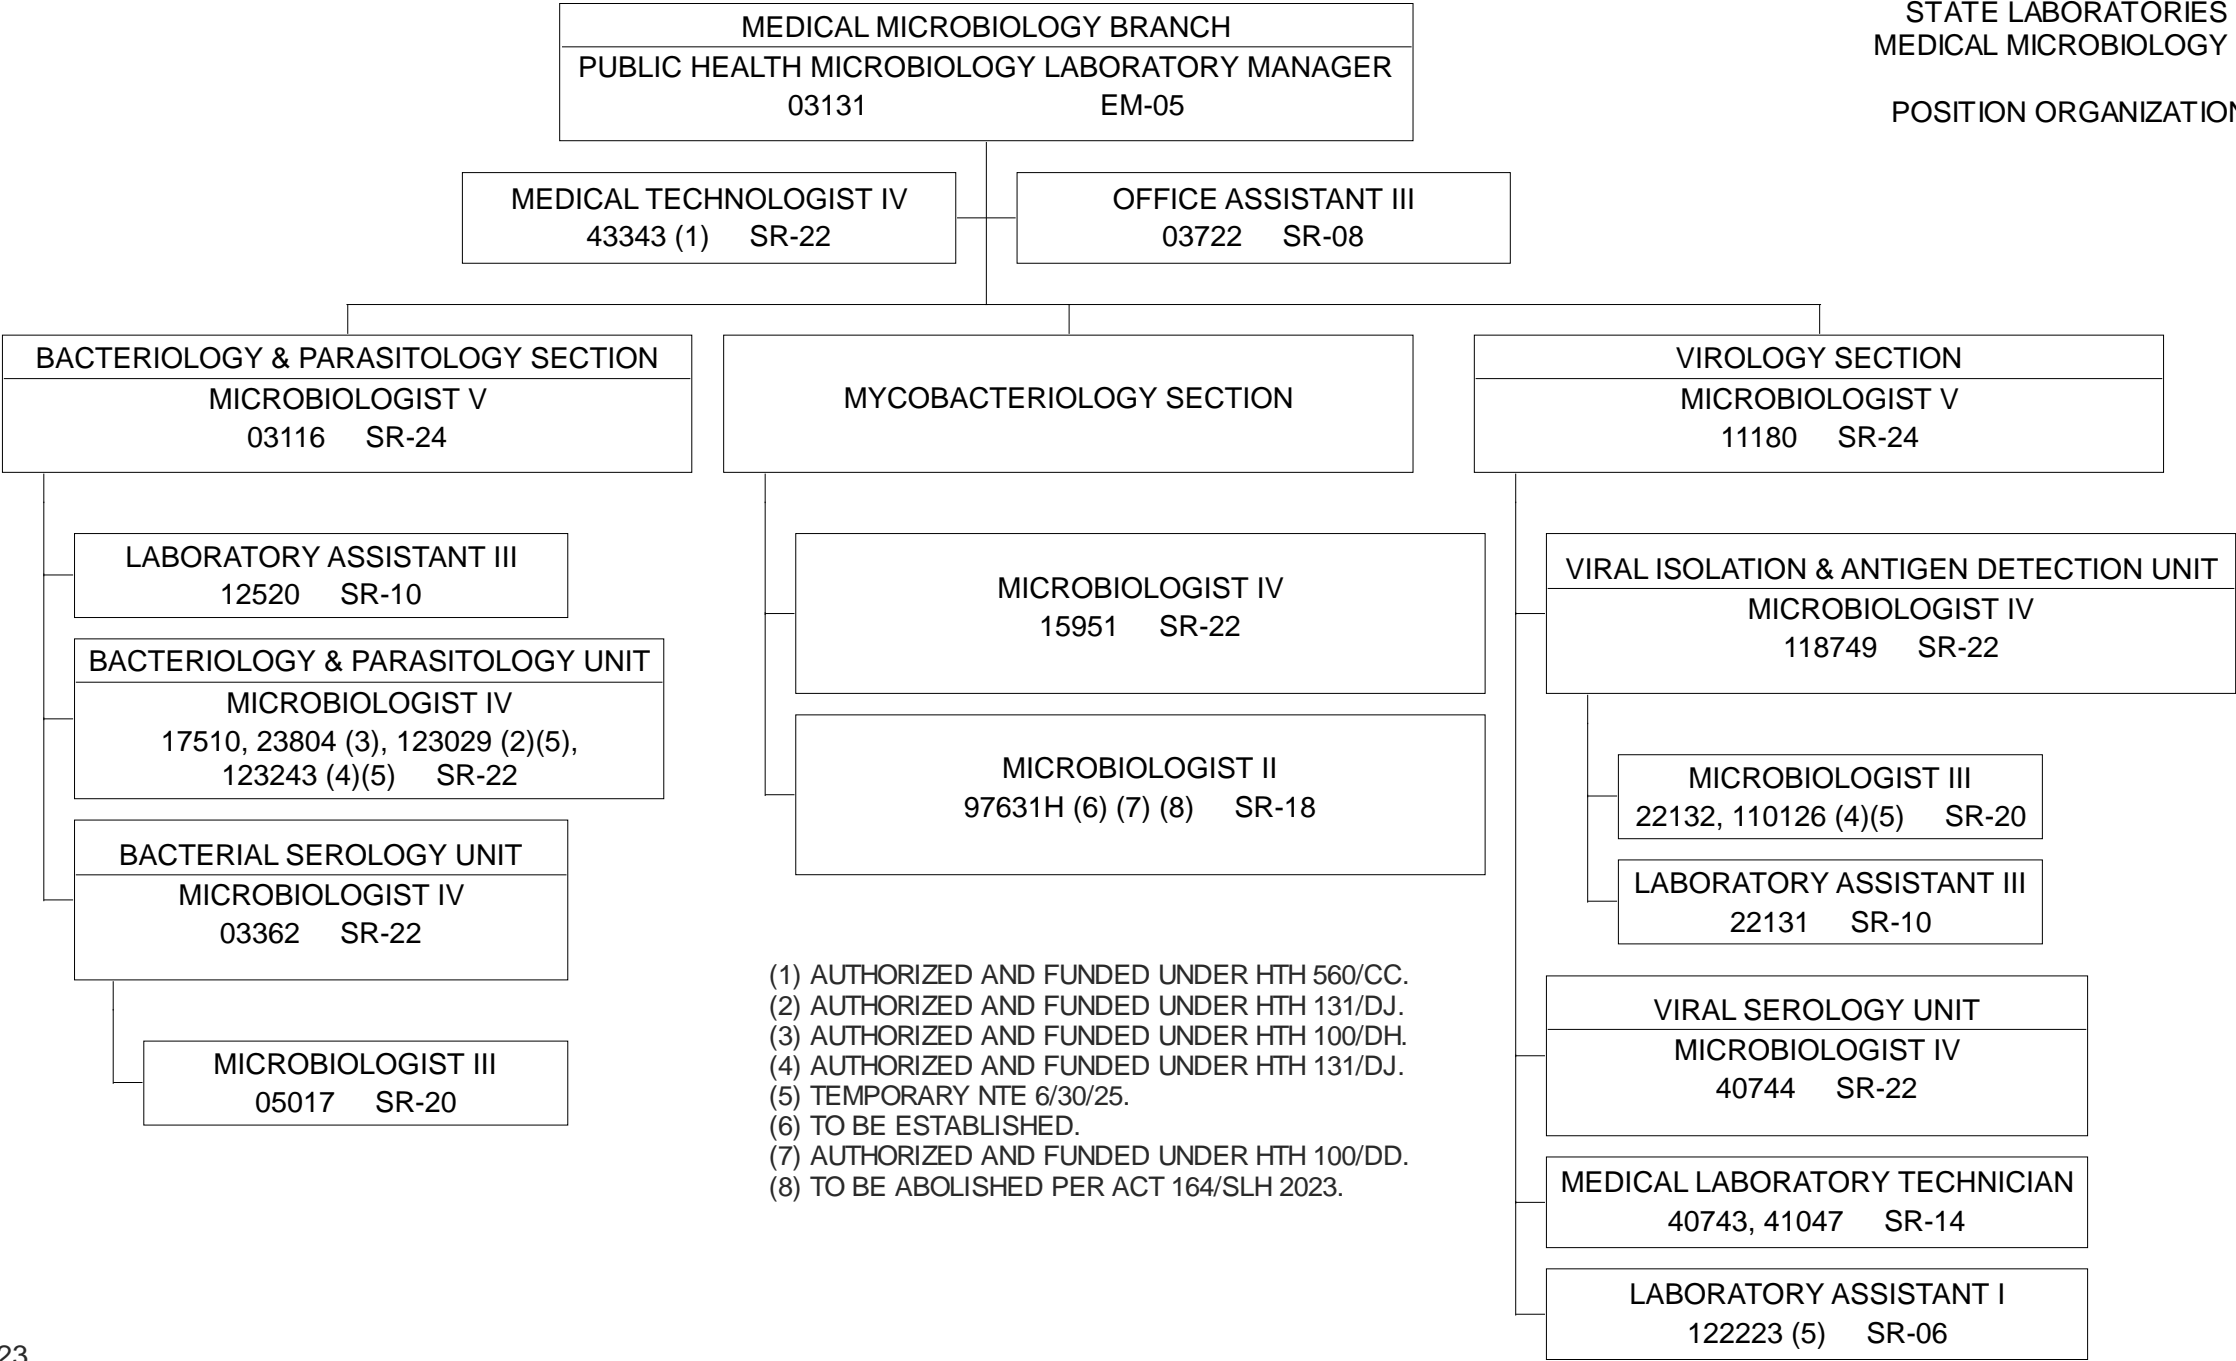 STATE LABORATORIES
MEDICAL MICROBIOLOGY
POSITION ORGANIZATION
MEDICAL MICROBIOLOGY BRANCH
PUBLIC HEALTH MICROBIOLOGY LABORATORY MANAGER
03131 EM-05
MEDICAL TECHNOLOGIST IV
43343 (1) SR-22
OFFICE ASSISTANT III
03722 SR-08
BACTERIOLOGY & PARASITOLOGY SECTION
MICROBIOLOGIST V
03116 SR-24
LABORATORY ASSISTANT III
12520 SR-10
BACTERIOLOGY & PARASITOLOGY UNIT
MICROBIOLOGIST IV
17510, 23804 (3), 123029 (2)(5),
123243 (4)(5) SR-22
BACTERIAL SEROLOGY UNIT
MICROBIOLOGIST IV
03362 SR-22
MICROBIOLOGIST III
05017 SR-20
MYCOBACTERIOLOGY SECTION
MICROBIOLOGIST IV
15951 SR-22
MICROBIOLOGIST II
97631H (6) (7) (8) SR-18
VIROLOGY SECTION
MICROBIOLOGIST V
11180 SR-24
VIRAL ISOLATION & ANTIGEN DETECTION UNIT
MICROBIOLOGIST IV
118749 SR-22
MICROBIOLOGIST III
22132, 110126 (4)(5) SR-20
LABORATORY ASSISTANT III
22131 SR-10
VIRAL SEROLOGY UNIT
MICROBIOLOGIST IV
40744 SR-22
MEDICAL LABORATORY TECHNICIAN
40743, 41047 SR-14
LABORATORY ASSISTANT I
122223 (5) SR-06
(1) AUTHORIZED AND FUNDED UNDER HTH 560/CC.
(2) AUTHORIZED AND FUNDED UNDER HTH 131/DJ.
(3) AUTHORIZED AND FUNDED UNDER HTH 100/DH.
(4) AUTHORIZED AND FUNDED UNDER HTH 131/DJ.
(5) TEMPORARY NTE 6/30/25.
(6) TO BE ESTABLISHED.
(7) AUTHORIZED AND FUNDED UNDER HTH 100/DD.
(8) TO BE ABOLISHED PER ACT 164/SLH 2023.